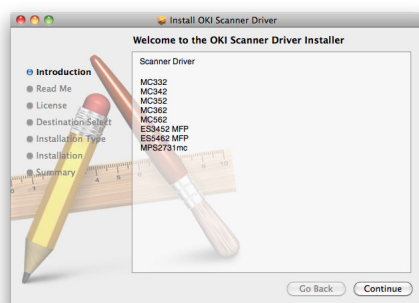 Install OKI Scanner Driver
Welcome to the OKI Scanner Driver Installer
Introduction
Read Me
License
Destination Select
Installation Type
Installation
Summary
Scanner Driver
MC332
MC342
MC352
MC362
MC562
ES3452 MFP
ES5462 MFP
MPS2731mc
Go Back
Continue